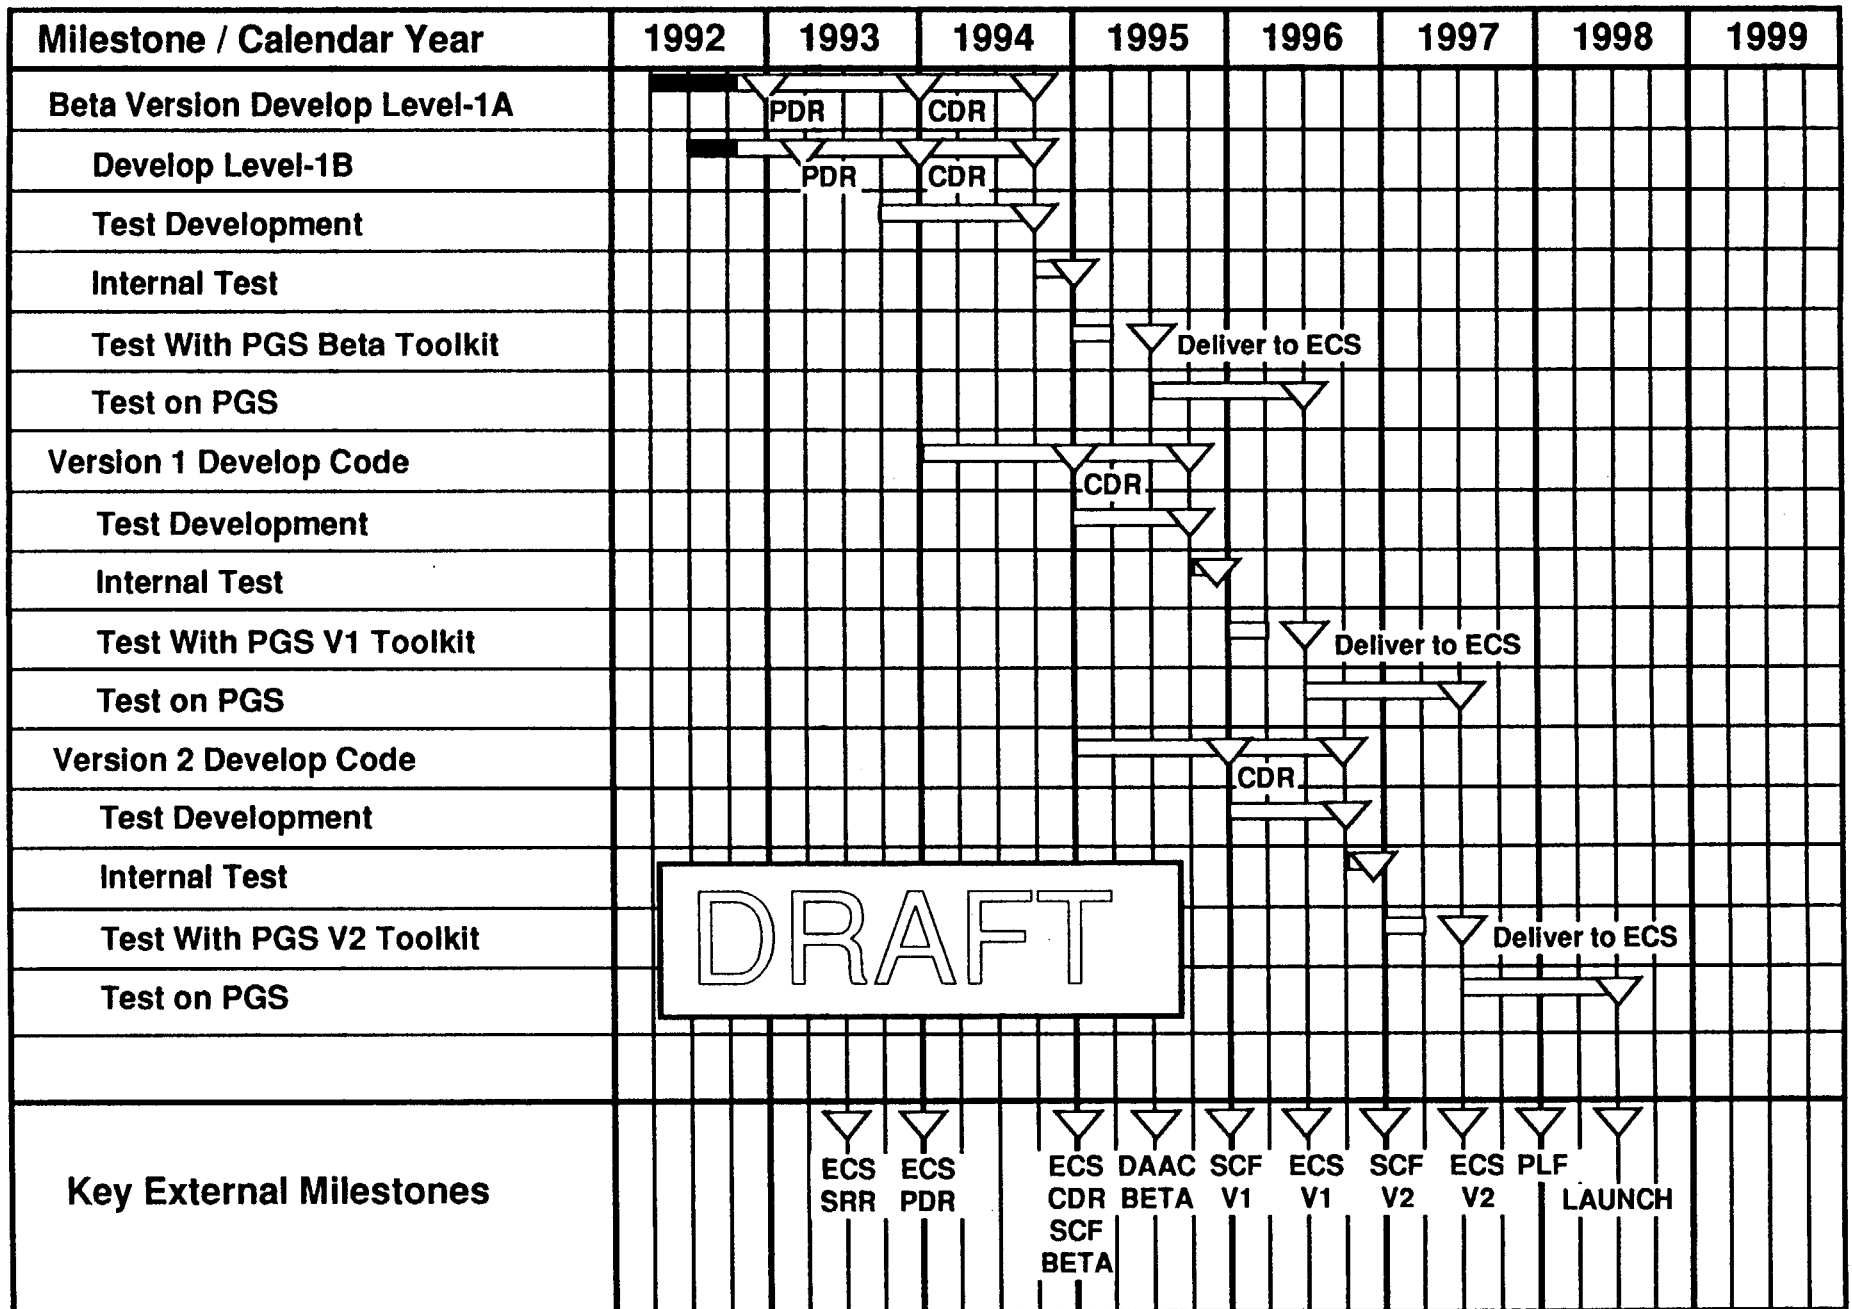 Milestone / Calendar Year 1992 1993 1994 1995 1996 1997 1998 1999
Beta Version Develop Level-1A
PDR CDR
Develop Level-1B
PDR CDR
Test Development
Internal Test
Test With PGS Beta Toolkit Deliver to ECS
Test on PGS
Version 1 Develop Code
CDR
Test Development
Internal Test
Test With PGS V1 Toolkit Deliver to ECS
Test on PGS
Version 2 Develop Code
CDR
Test Development
Internal Test
DRAFT
Test With PGS V2 Toolkit Deliver to ECS
Test on PGS
Key External Milestones
ECS SRR
ECS PDR
ECS CDR SCF BETA
DAAC BETA
SCF V1
ECS V1
SCF V2
ECS V2
PLF
LAUNCH